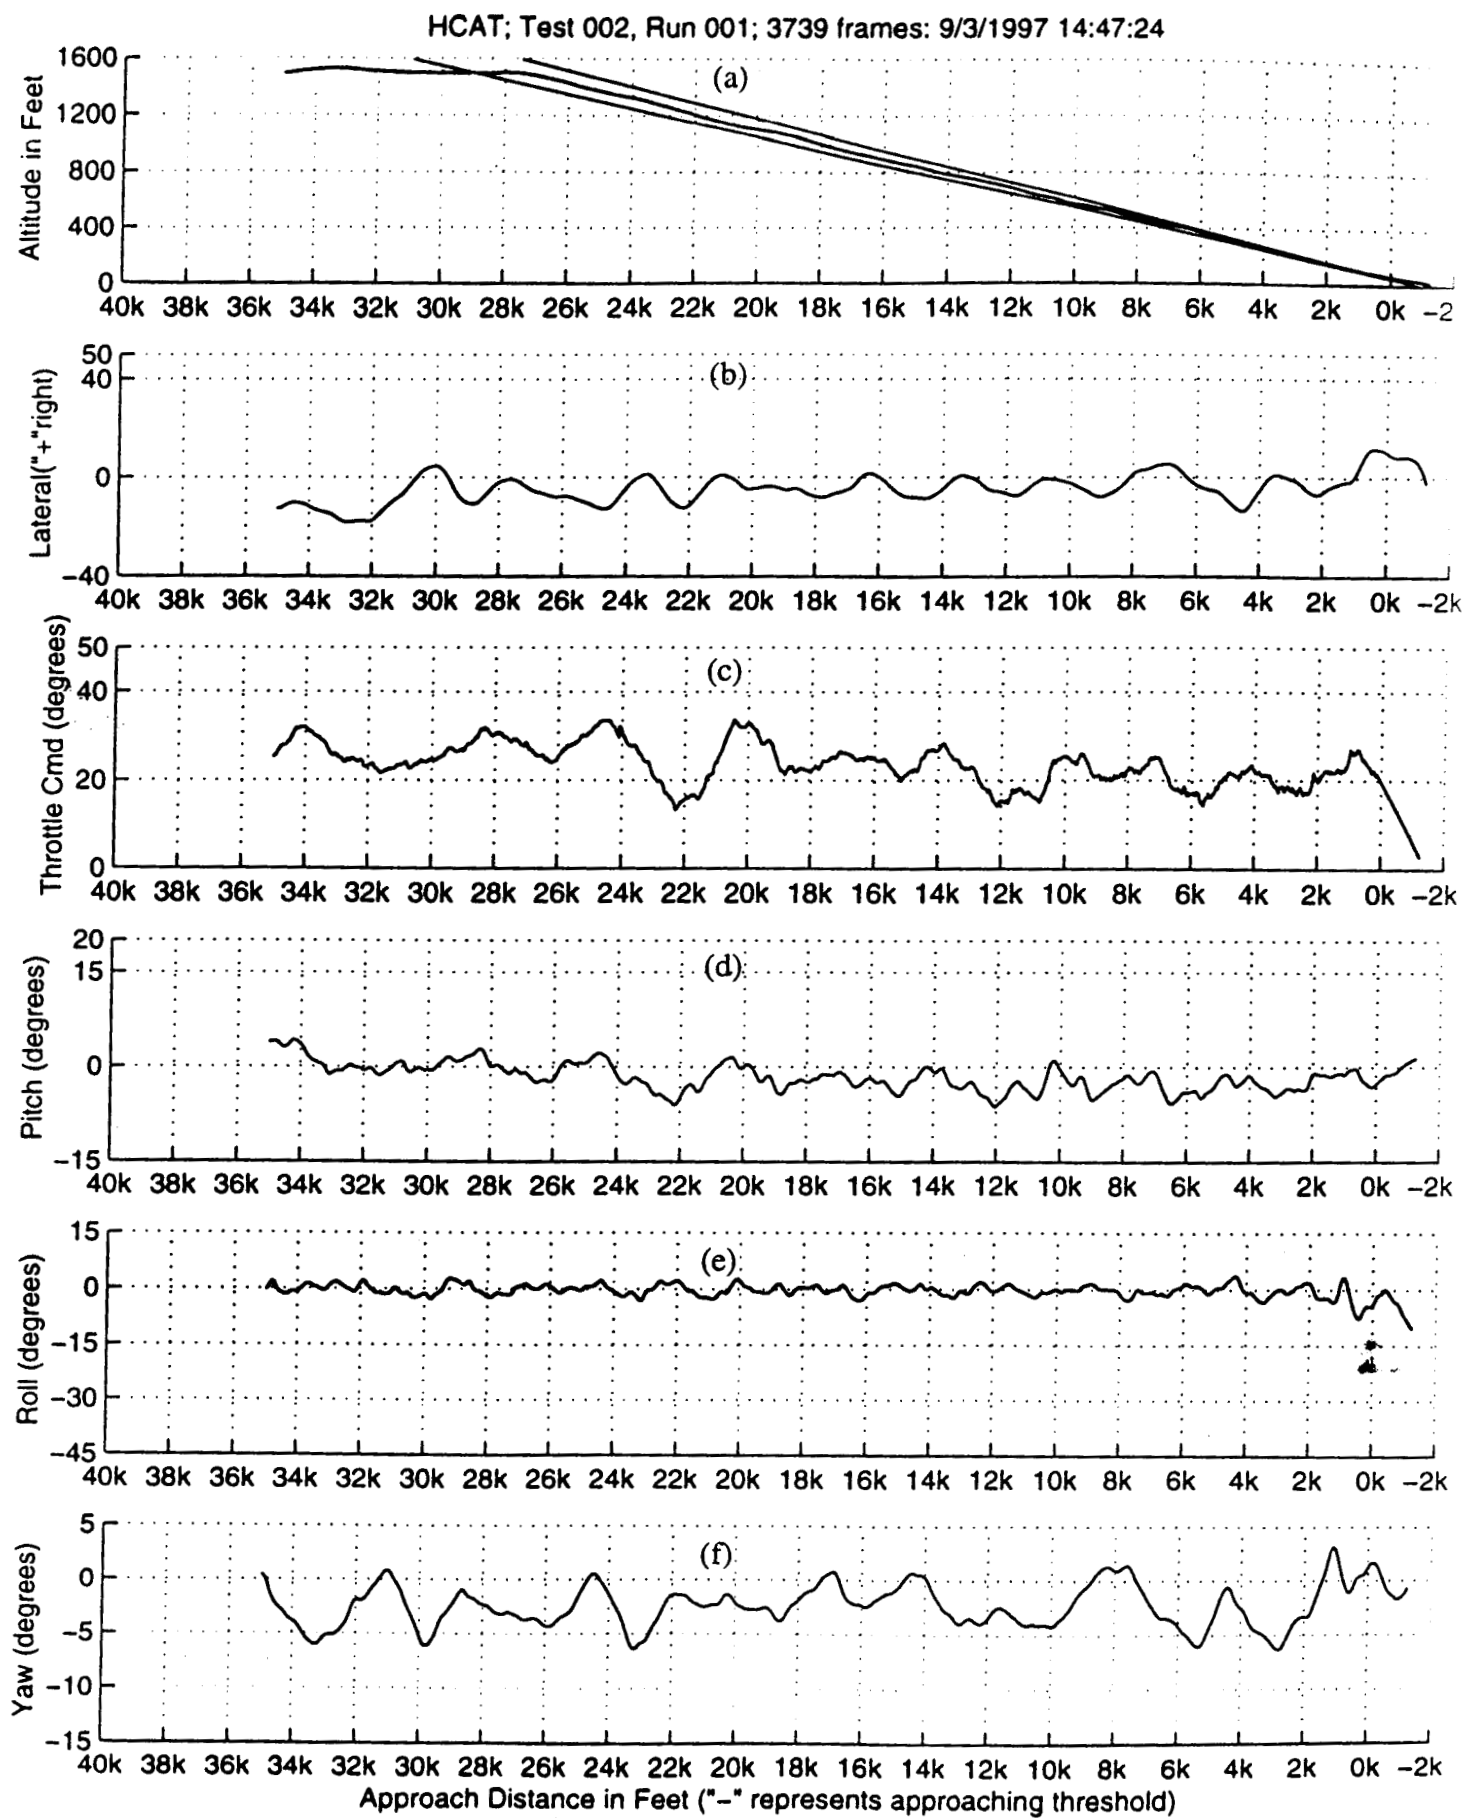 HCAT; Test 002, Run 001; 3739 frames: 9/3/1997 14:47:24
(a)
Altitude in Feet
1600
1200
800
400
0
40k 38k 36k 34k 32k 30k 28k 26k 24k 22k 20k 18k 16k 14k 12k 10k 8k 6k 4k 2k 0k -2
(b)
Lateral("+"right)
50
40
0
-40
40k 38k 36k 34k 32k 30k 28k 26k 24k 22k 20k 18k 16k 14k 12k 10k 8k 6k 4k 2k 0k -2k
(c)
Throttle Cmd (degrees)
50
40
20
0
40k 38k 36k 34k 32k 30k 28k 26k 24k 22k 20k 18k 16k 14k 12k 10k 8k 6k 4k 2k 0k -2k
(d)
Pitch (degrees)
20
15
0
-15
40k 38k 36k 34k 32k 30k 28k 26k 24k 22k 20k 18k 16k 14k 12k 10k 8k 6k 4k 2k 0k -2k
(e)
Roll (degrees)
15
0
-15
-30
-45
40k 38k 36k 34k 32k 30k 28k 26k 24k 22k 20k 18k 16k 14k 12k 10k 8k 6k 4k 2k 0k -2k
(f)
Yaw (degrees)
5
0
-5
-10
-15
40k 38k 36k 34k 32k 30k 28k 26k 24k 22k 20k 18k 16k 14k 12k 10k 8k 6k 4k 2k 0k -2k
Approach Distance in Feet ("-" represents approaching threshold)